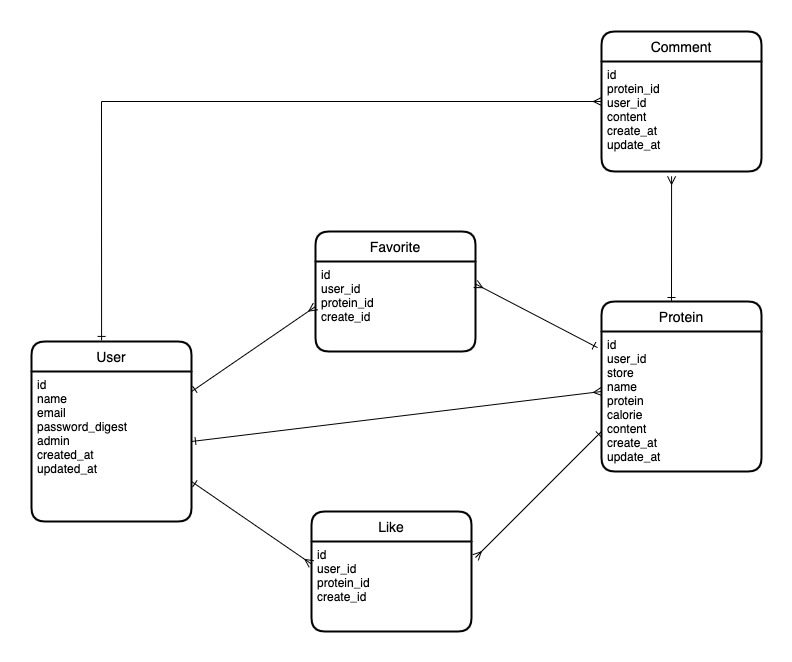 Comment
id
protein_id
user_id
content
create_at
update_at
Favorite
id
user_id
protein_id
create_id
Protein
id
user_id
store
name
protein
calorie
content
create_at
update_at
User
id
name
email
password_digest
admin
created_at
updated_at
Like
id
user_id
protein_id
create_id